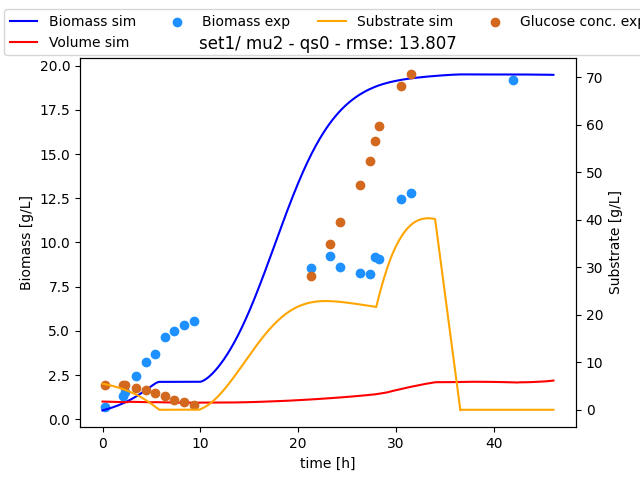 Biomass sim Biomass exp Substrate sim Glucose conc. exp
Volume sim
set1/ mu2 - qs0 - rmse: 13.807
20.0
17.5
15.0
12.5
10.0
7.5
5.0
2.5
0.0
Biomass [g/L]
70
60
50
40
30
20
10
0
Substrate [g/L]
0 10 20 30 40
time [h]